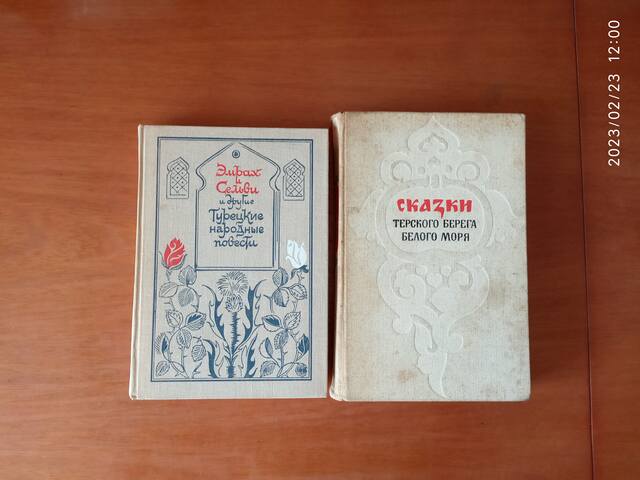 Эмрах
и
Сельви
и другие
Турецкие
народные
повести
Сказки
Терского берега
Белого моря
2023/02/23 12:00